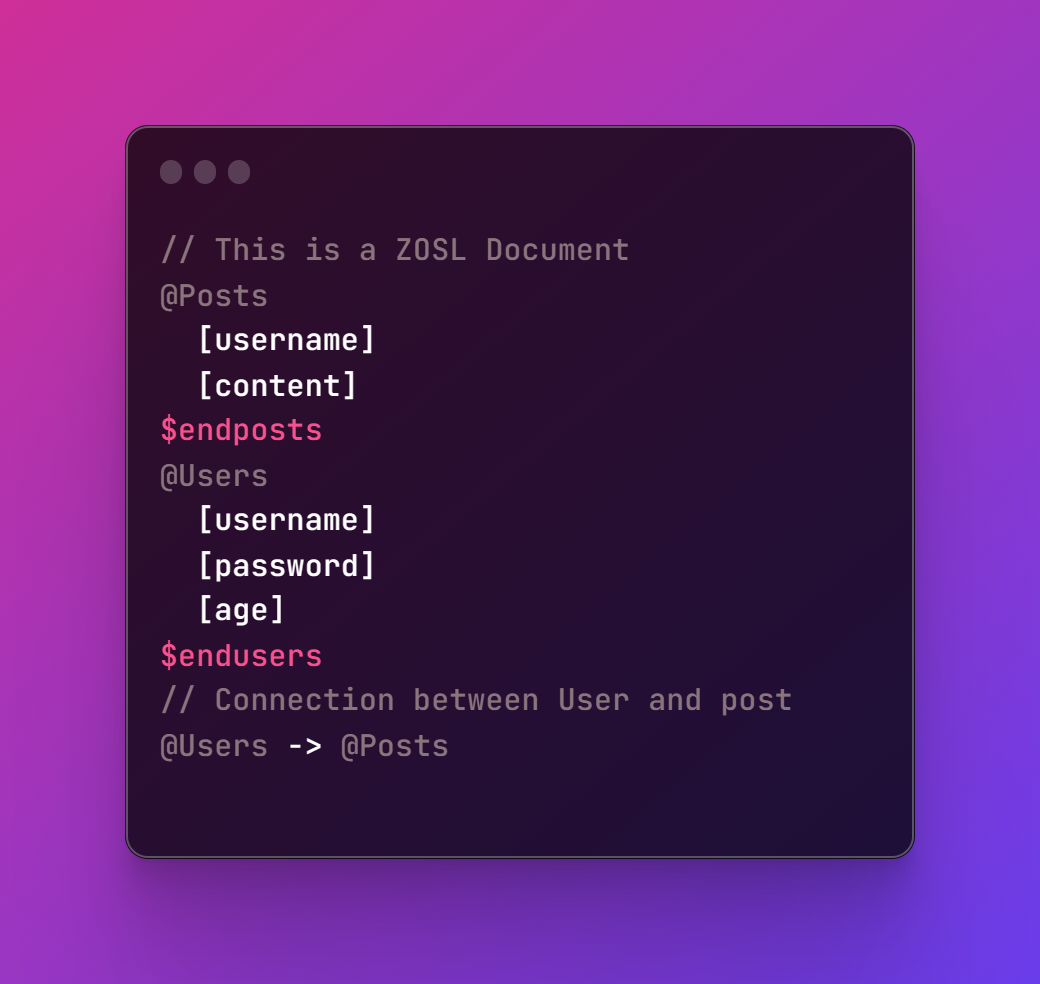 // This is a ZOSL Document
@Posts
  [username]
  [content]
$endposts
@Users
  [username]
  [password]
  [age]
$endusers
// Connection between User and post
@Users -> @Posts